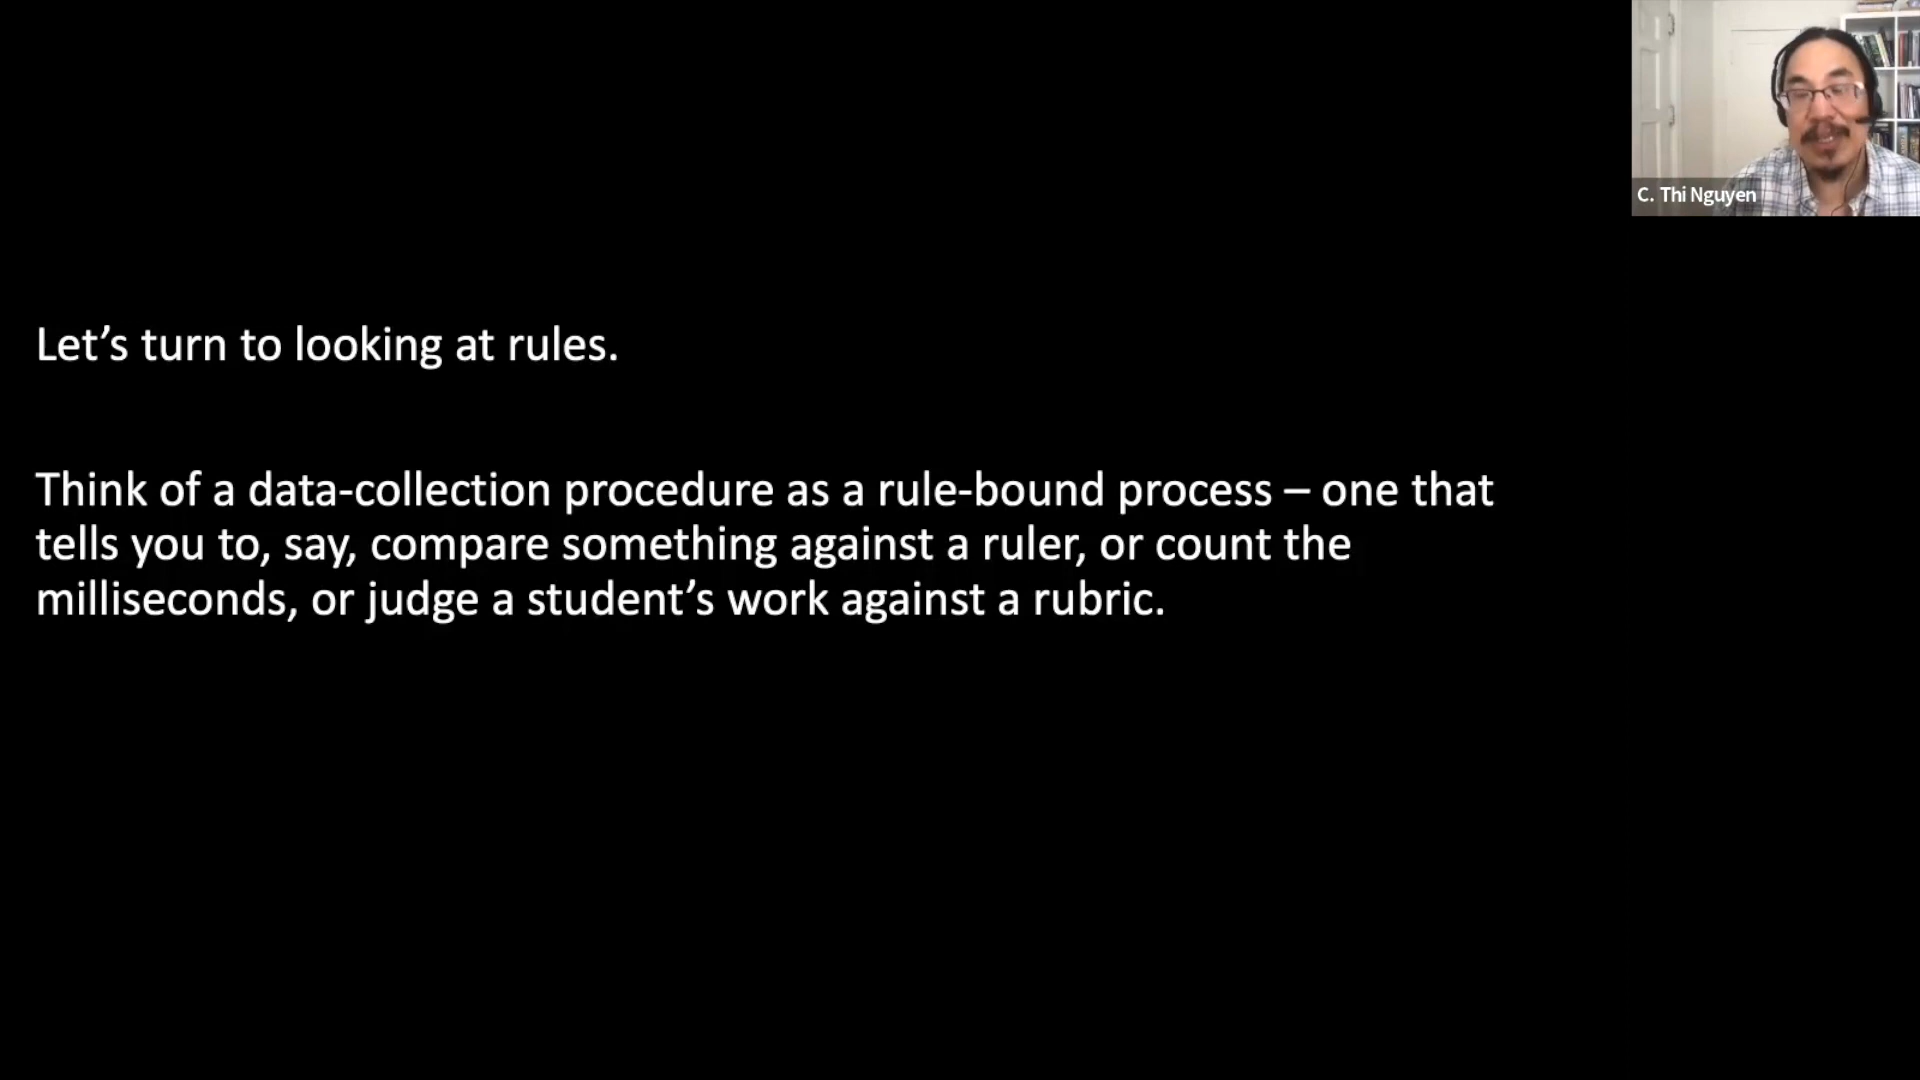 C. Thi Nguyen
Let’s turn to looking at rules.
Think of a data-collection procedure as a rule-bound process – one that
tells you to, say, compare something against a ruler, or count the
milliseconds, or judge a student’s work against a rubric.